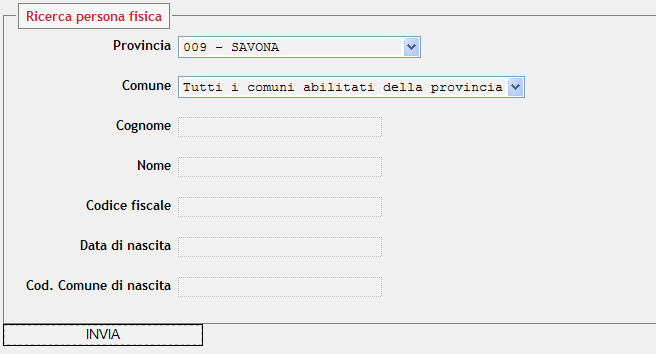 Ricerca persona fisica
Provincia 009 - SAVONA
Comune Tutti i comuni abilitati della provincia
Cognome
Nome
Codice fiscale
Data di nascita
Cod. Comune di nascita
INVIA